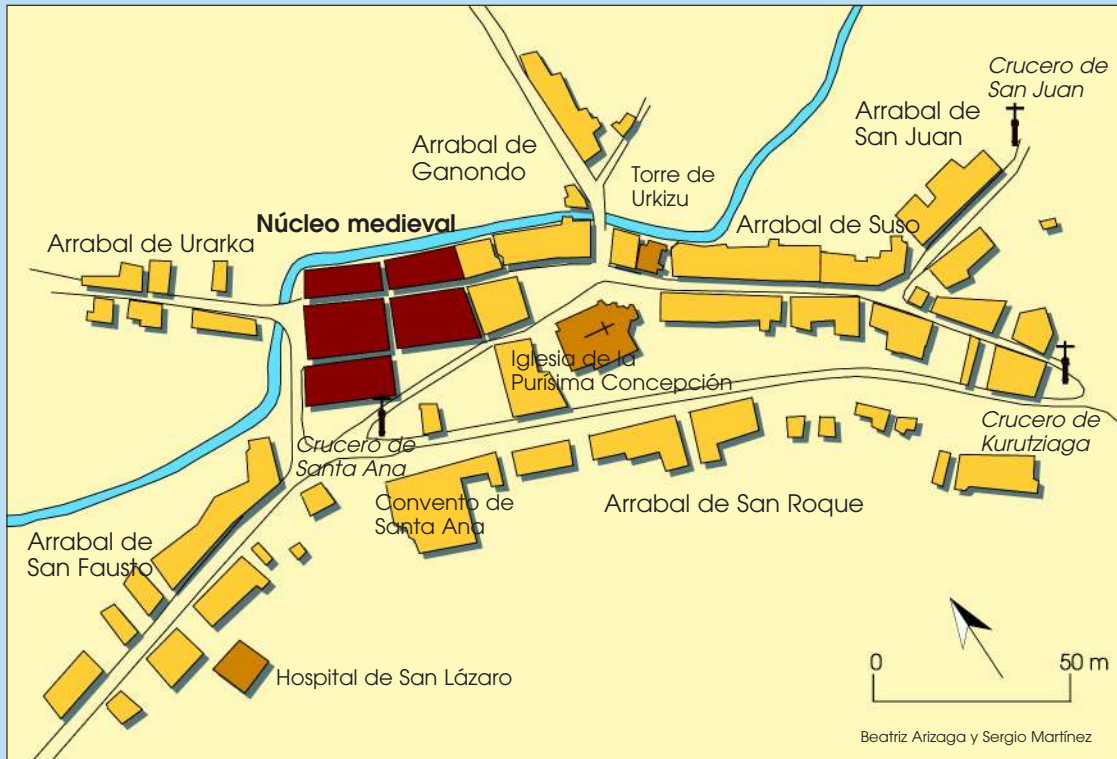 Crucero de
San Juan
Arrabal de
San Juan
Arrabal de
Ganondo
Torre de
Urkizu
Núcleo medieval
Arrabal de Suso
Arrabal de Urarka
Iglesia de la
Purísima Concepción
Crucero de
Santa Ana
Crucero de
Kurutziaga
Convento de
Santa Ana
Arrabal de San Roque
Arrabal de
San Fausto
Hospital de San Lázaro
0 50 m
Beatriz Arizaga y Sergio Martínez